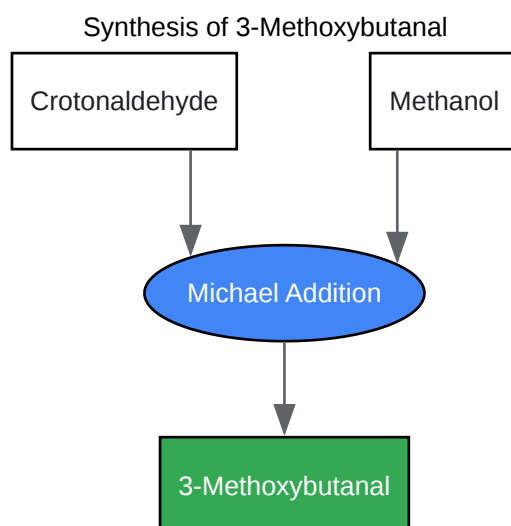 Synthesis of 3-Methoxybutanal
Crotonaldehyde
Methanol
Michael Addition
3-Methoxybutanal